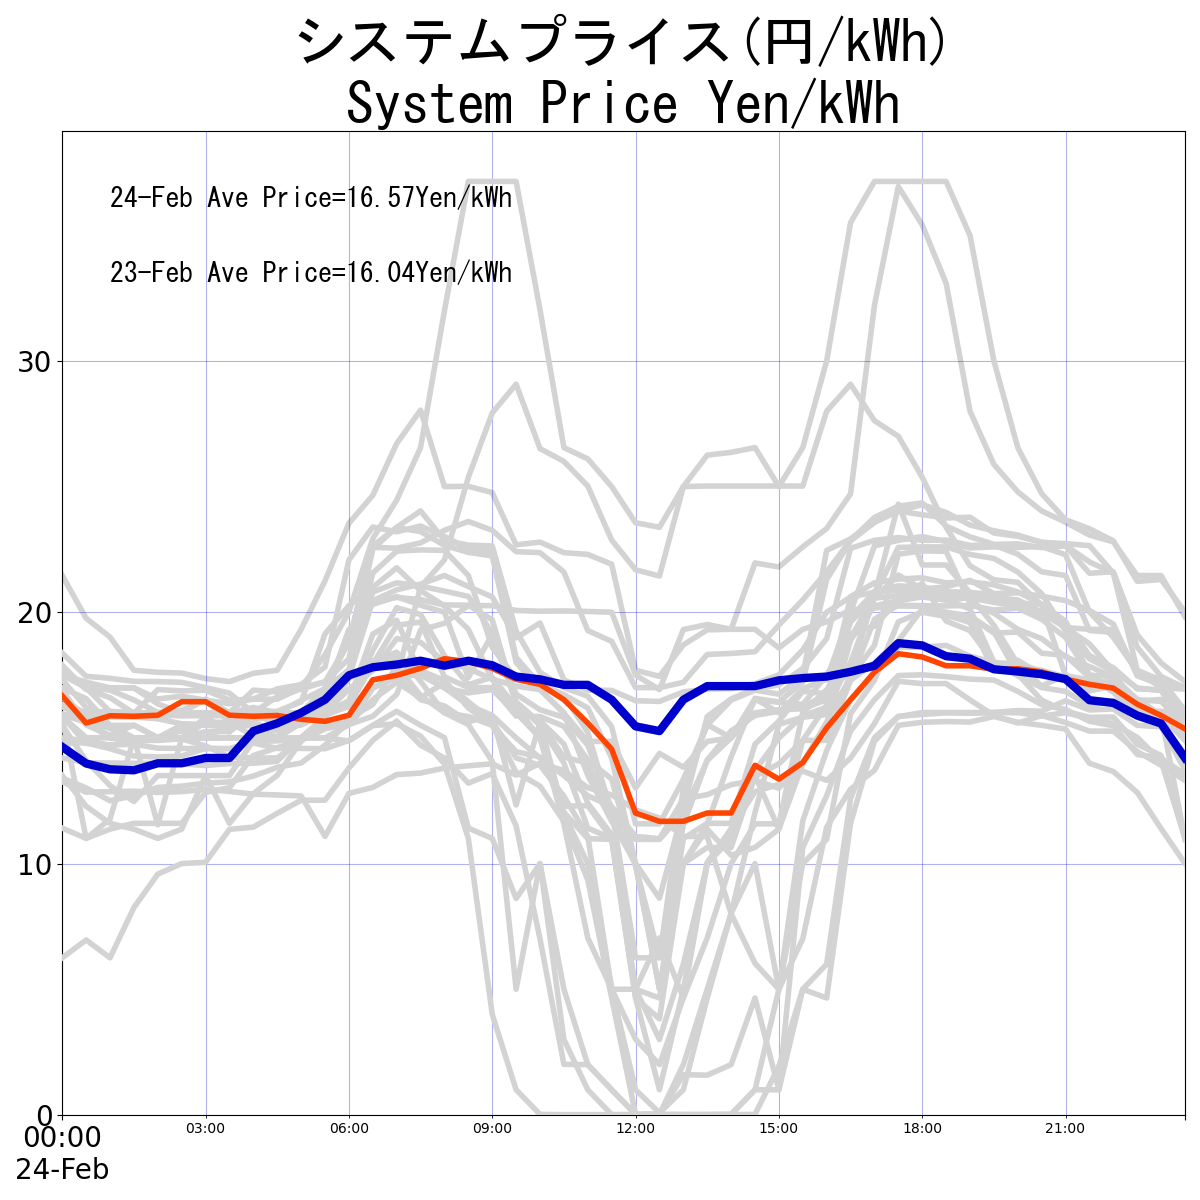 システムプライス(円/kWh)
System Price Yen/kWh
24-Feb Ave Price=16.57Yen/kWh
23-Feb Ave Price=16.04Yen/kWh
30
20
10
0
00:00 03:00 06:00 09:00 12:00 15:00 18:00 21:00
24-Feb